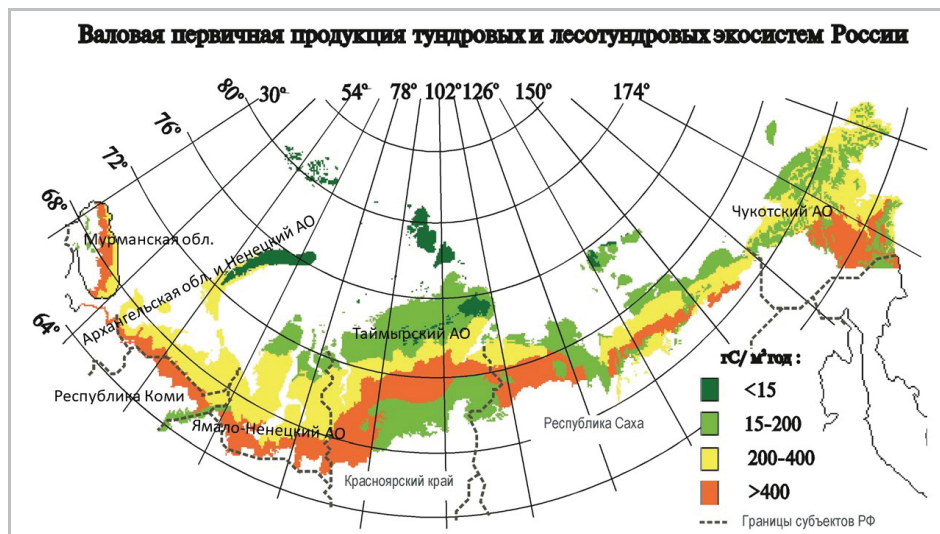 Валовая первичная продукция тундровых и лесотундровых экосистем России
80° 30° 54° 78° 102° 126° 150° 174°
76°
72°
68°
64°
Мурманская обл.
Архангельская обл. и Ненецкий АО
Чукотский АО
Таймырский АО
Республика Коми
Ямало-Ненецкий АО
Республика Саха
Красноярский край
гС/ м²год :
<15
15-200
200-400
>400
Границы субъектов РФ